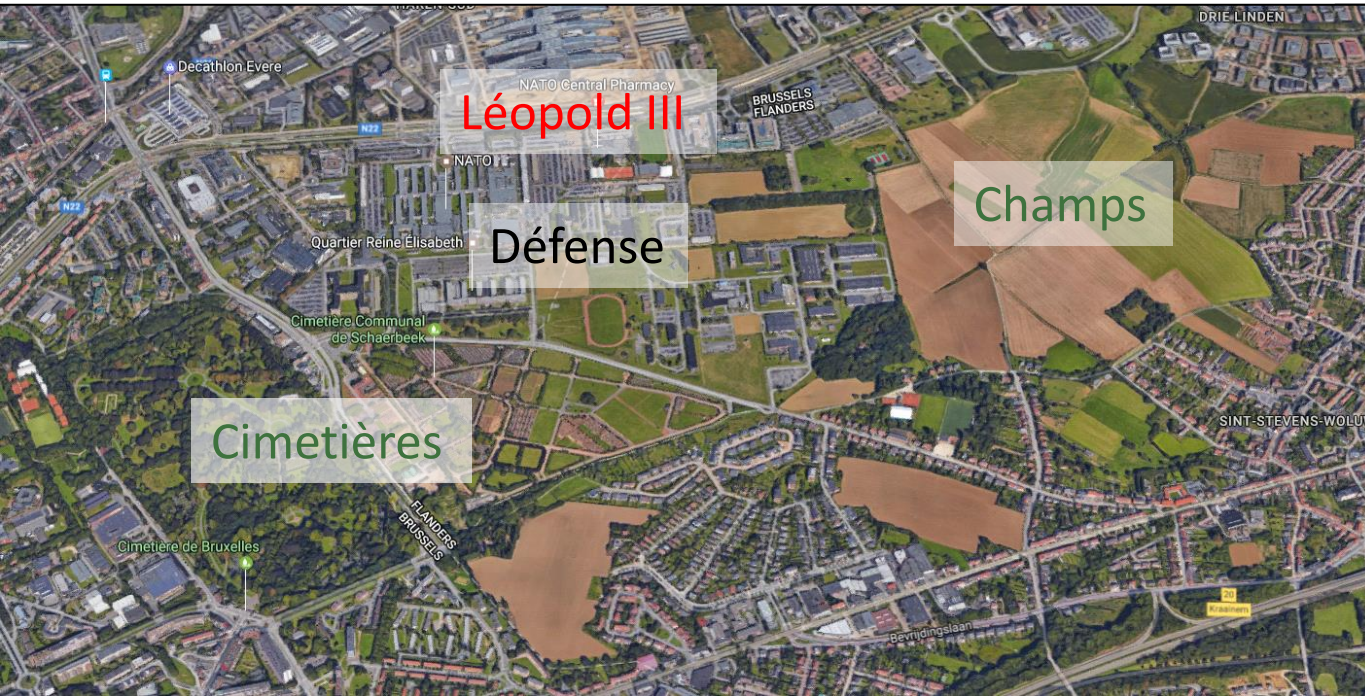 HAREN-SUD
DRIE LINDEN
Decathlon Evere
NATO Central Pharmacy
BRUSSELS
FLANDERS
Léopold III
N22
NATO
Champs
N22
Quartier Reine Élisabeth
Défense
Cimetière Communal
de Schaerbeek
Cimetières
SINT-STEVENS-WOLU
FLANDERS
BRUSSELS
Cimetière de Bruxelles
20
Kraainem
Bevrijdingslaan